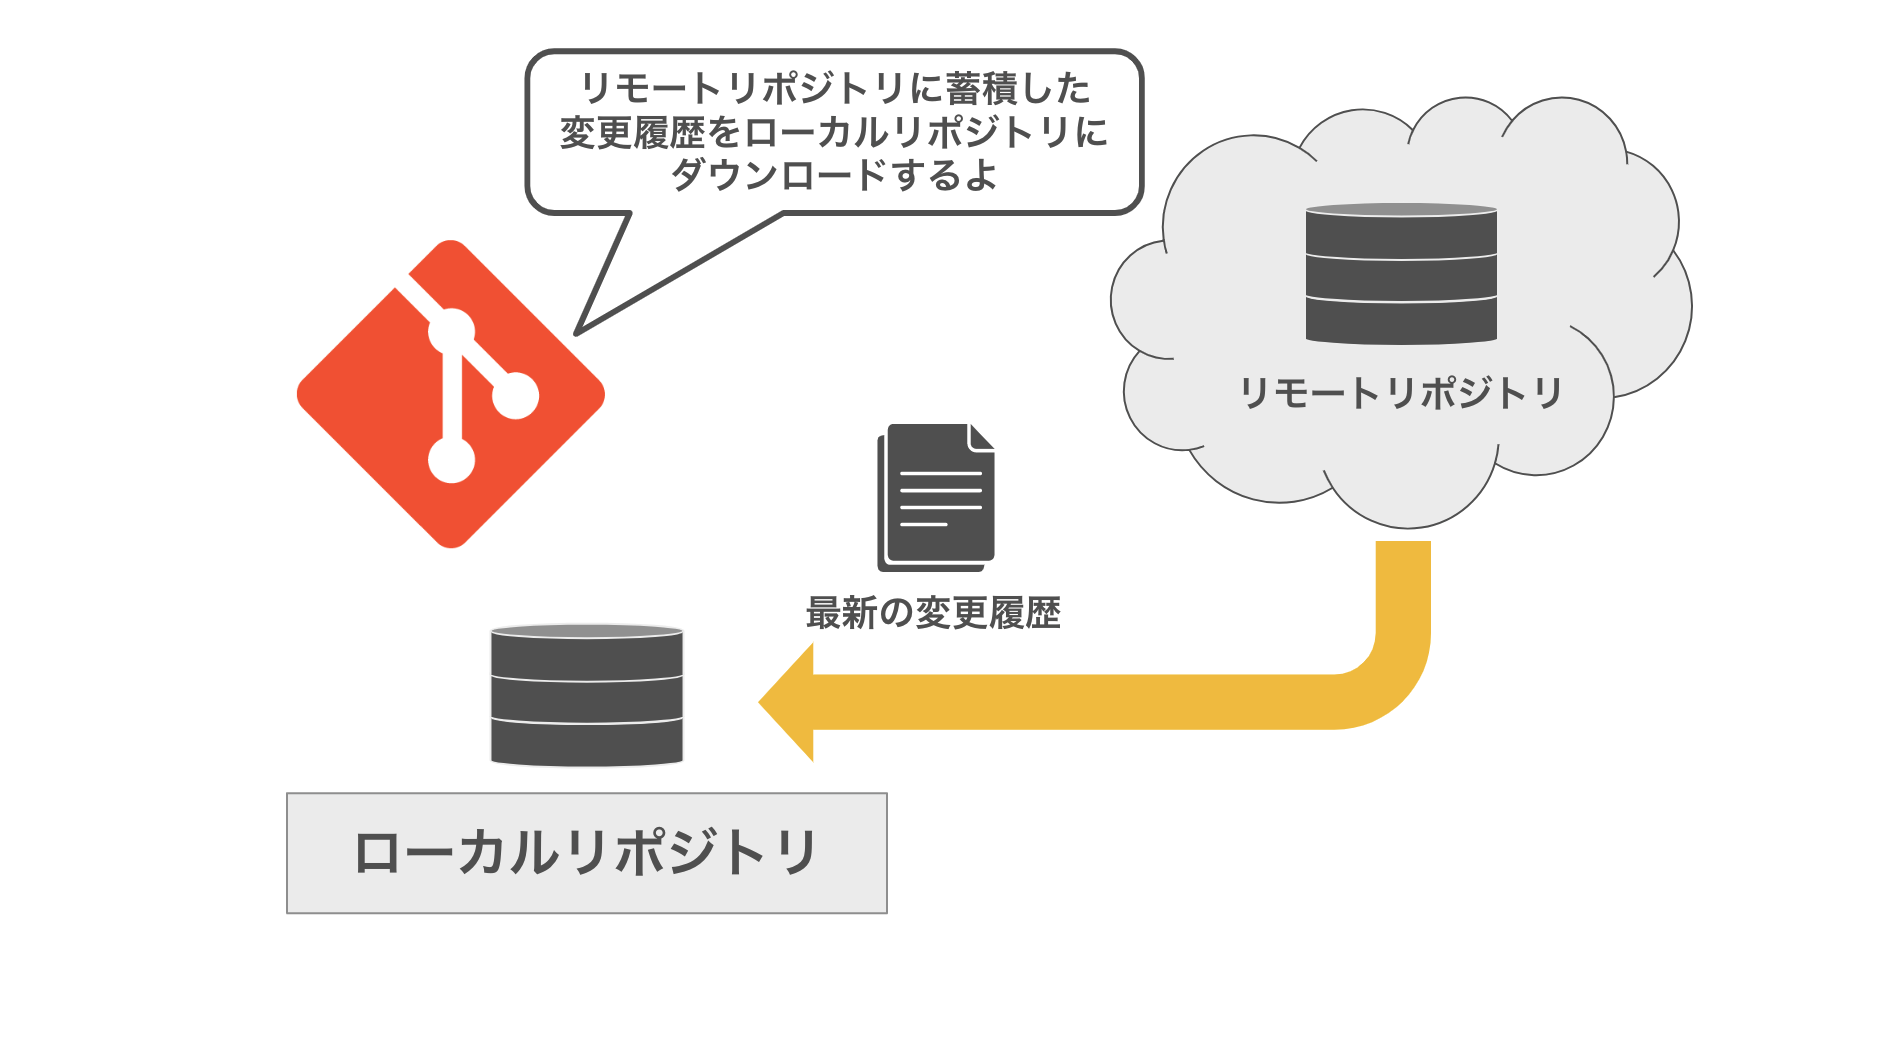 リモートリポジトリに蓄積した
変更履歴をローカルリポジトリに
ダウンロードするよ
リモートリポジトリ
最新の変更履歴
ローカルリポジトリ